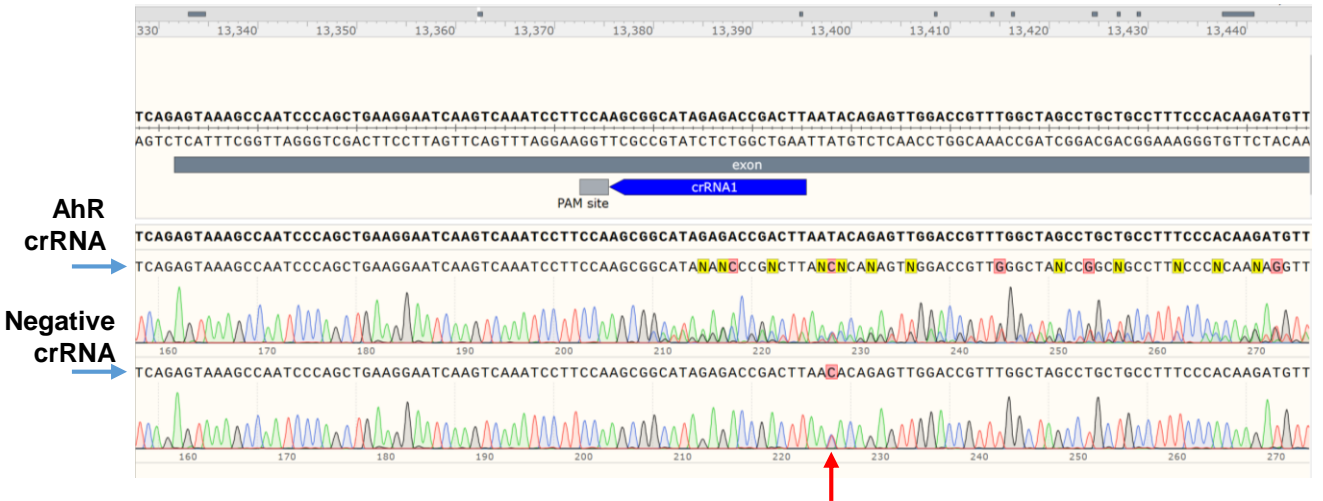 330 13,340 13,350 13,360 13,370 13,380 13,390 13,400 13,410 13,420 13,430 13,440
TCAGAGTAAAGCCAATCCCAGCTGAAGGAATCAAGTCAAATCCTTCCAAGCGGCATAGAGACCGACTTAATACAGAGTTGGACCGTTTGGCTAGCCTGCTGCCTTTCCCACAAGATGTT
AGTCTCATTTCGGTTAGGGTCGACTTCCTTAGTTCAGTTTAGGAAGGTTCGCCGTATCTCTGGCTGAATTATGTCTCAACCTGGCAAACCGATCGGACGACGGAAAGGGTGTTCTACAA
exon
crRNA1
PAM site
AhR
crRNA
TCAGAGTAAAGCCAATCCCAGCTGAAGGAATCAAGTCAAATCCTTCCAAGCGGCATAGAGACCGACTTAATACAGAGTTGGACCGTTTGGCTAGCCTGCTGCCTTTCCCACAAGATGTT
TCAGAGTAAAGCCAATCCCAGCTGAAGGAATCAAGTCAAATCCTTCCAAGCGGCATANANCCCGNCTTANCNCANAGTNGGACCGTTGGGCTANCCGGCNGCCTTNCCCNCAANAGGTT
160 170 180 190 200 210 220 230 240 250 260 270
Negative
crRNA
TCAGAGTAAAGCCAATCCCAGCTGAAGGAATCAAGTCAAATCCTTCCAAGCGGCATAGAGACCGACTTAACACAGAGTTGGACCGTTTGGCTAGCCTGCTGCCTTTCCCACAAGATGTT
160 170 180 190 200 210 220 230 240 250 260 270